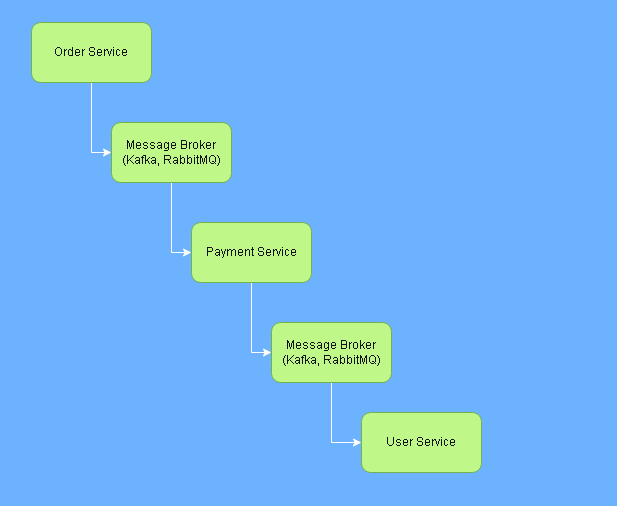 Order Service
Message Broker
(Kafka, RabbitMQ)
Payment Service
Message Broker
(Kafka, RabbitMQ)
User Service